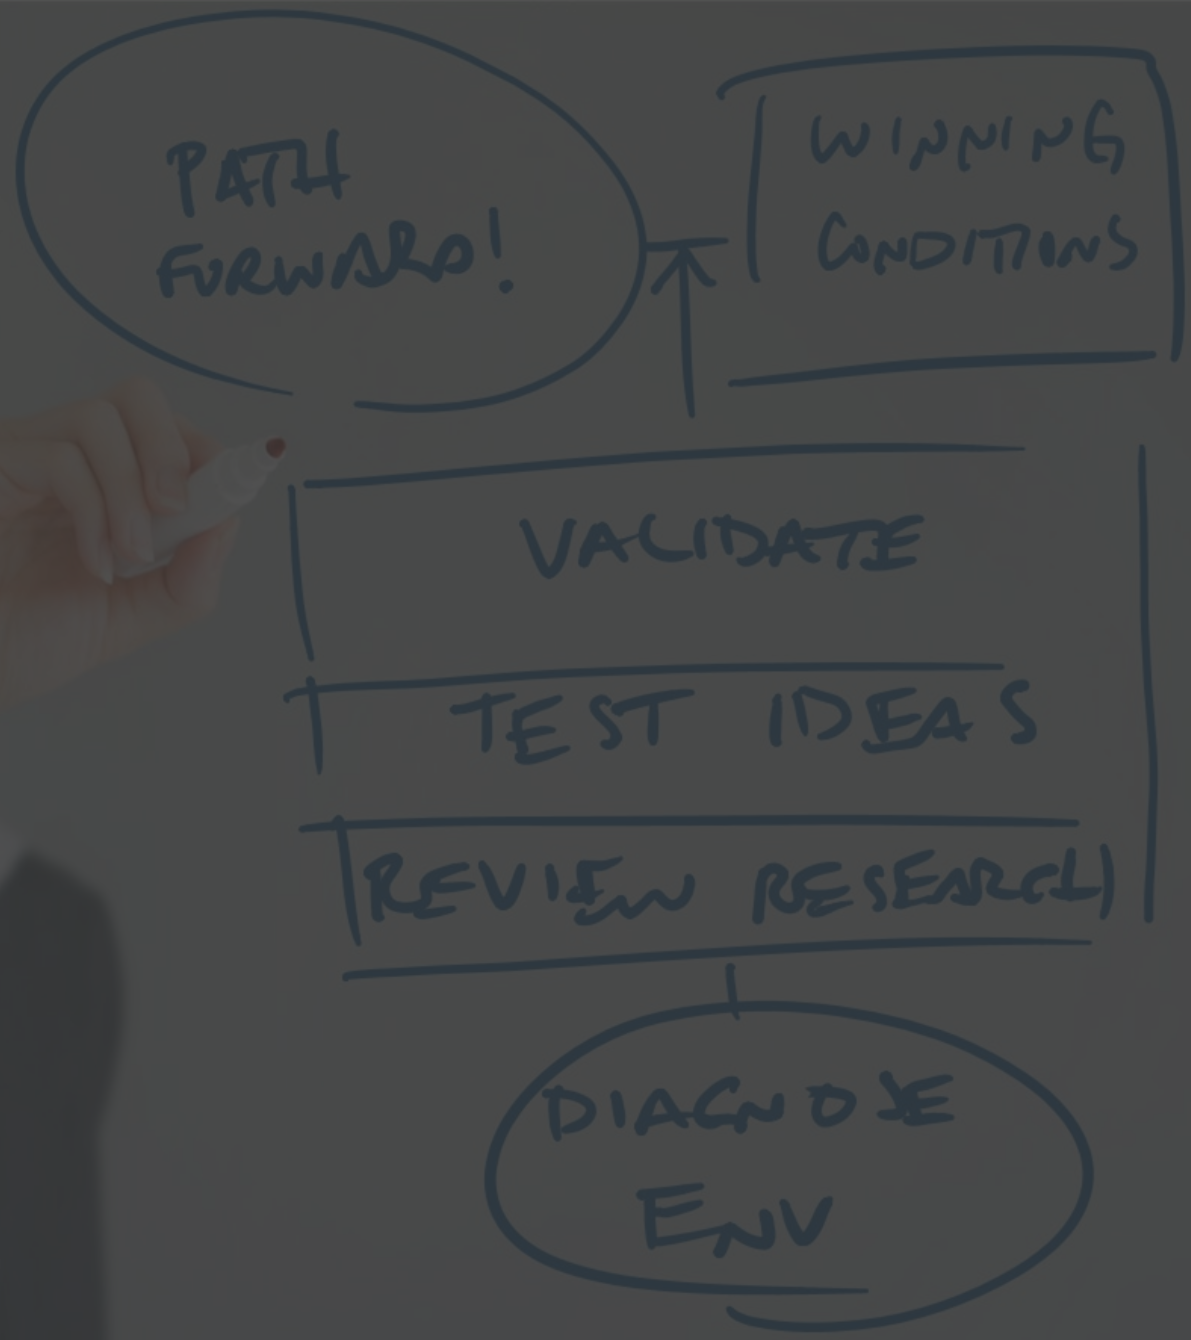 PATH
FORWARD!
WINNING
CONDITIONS
VALIDATE
TEST IDEAS
REVIEW RESEARCH
DIAGNOSE
ENV